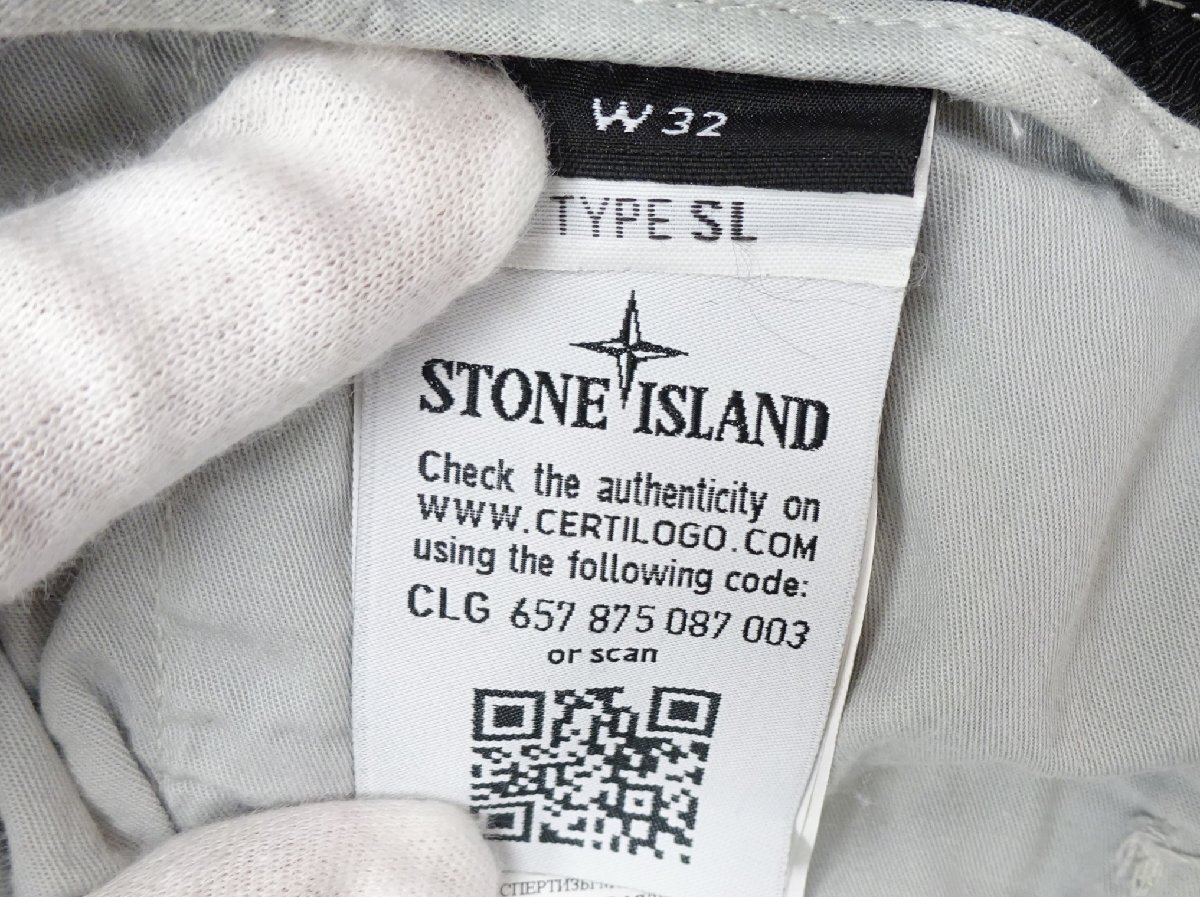 W 32
TYPE SL
STONE ISLAND
Check the authenticity on
WWW.CERTILOGO.COM
using the following code:
CLG 657 875 087 003
or scan